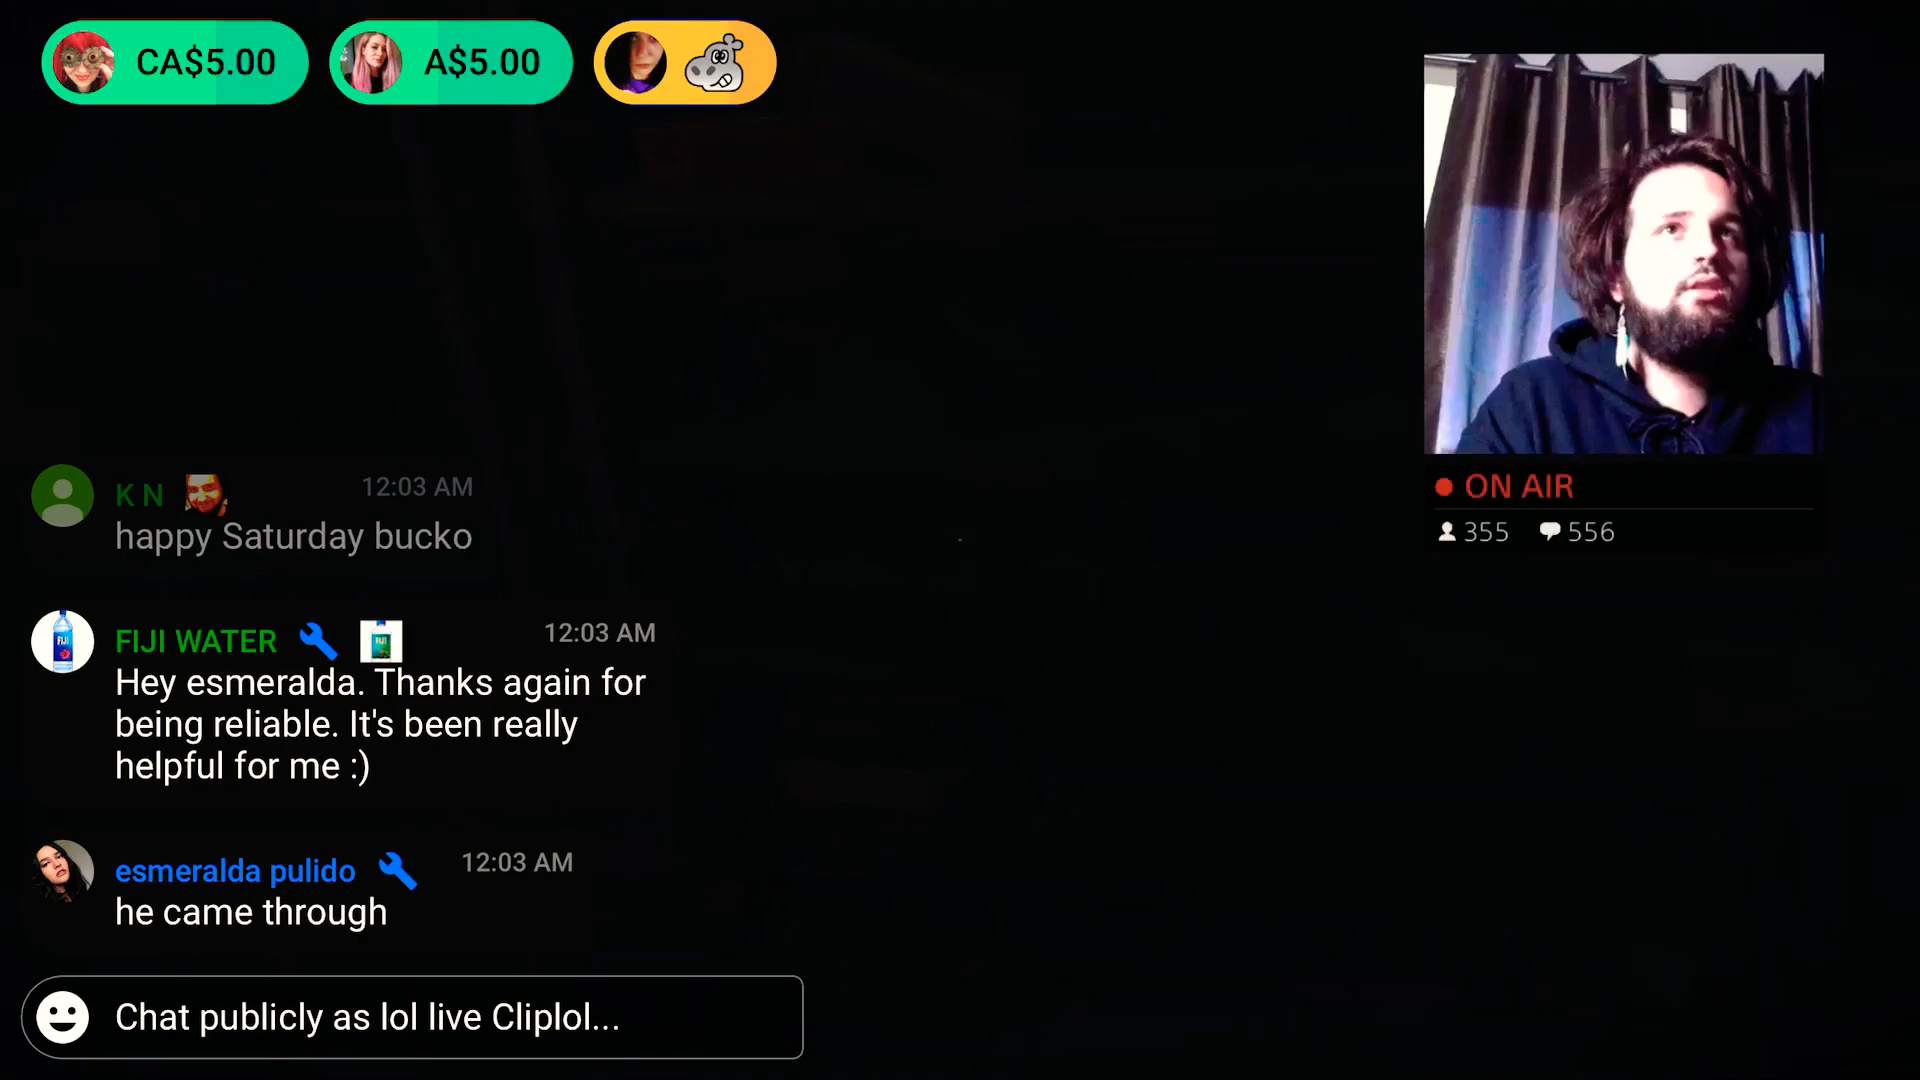 CA$5.00
A$5.00
K N 12:03 AM
happy Saturday bucko
FIJI WATER 12:03 AM
Hey esmeralda. Thanks again for
being reliable. It's been really
helpful for me :)
esmeralda pulido 12:03 AM
he came through
Chat publicly as lol live Cliplol...
ON AIR
355 556
FIJI
FIJI